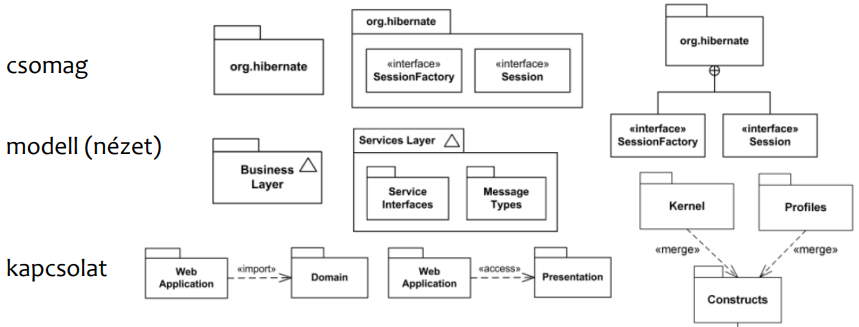 csomag
org.hibernate
org.hibernate
«interface»
SessionFactory
«interface»
Session
org.hibernate
«interface»
SessionFactory
«interface»
Session
modell (nézet)
Business
Layer
Services Layer
Service
Interfaces
Message
Types
Kernel
Profiles
«merge»
«merge»
Constructs
kapcsolat
Web
Application
«import»
Domain
Web
Application
«access»
Presentation